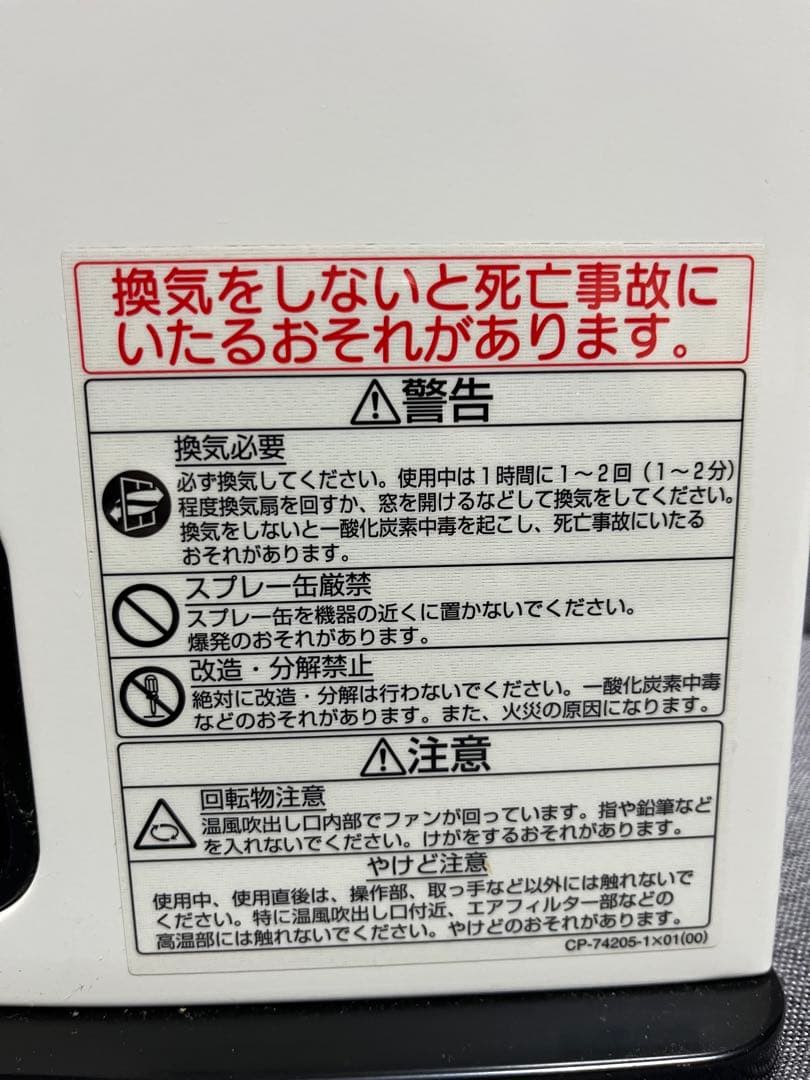 換気をしないと死亡事故に
いたるおそれがあります。
⚠警告
換気必要
必ず換気してください。使用中は1時間に1～2回（1～2分）
程度換気扇を回すか、窓を開けるなどして換気をしてください。
換気をしないと一酸化炭素中毒を起こし、死亡事故にいたる
おそれがあります。
スプレー缶厳禁
スプレー缶を機器の近くに置かないでください。
爆発のおそれがあります。
改造・分解禁止
絶対に改造・分解は行わないでください。一酸化炭素中毒
などのおそれがあります。また、火災の原因になります。
⚠注意
回転物注意
温風吹出し口内部でファンが回っています。指や鉛筆など
を入れないでください。けがをするおそれがあります。
やけど注意
使用中、使用直後は、操作部、取っ手など以外には触れないで
ください。特に温風吹出し口付近、エアフィルター部などの
高温部には触れないでください。やけどのおそれがあります。
CP-74205-1×01(00)